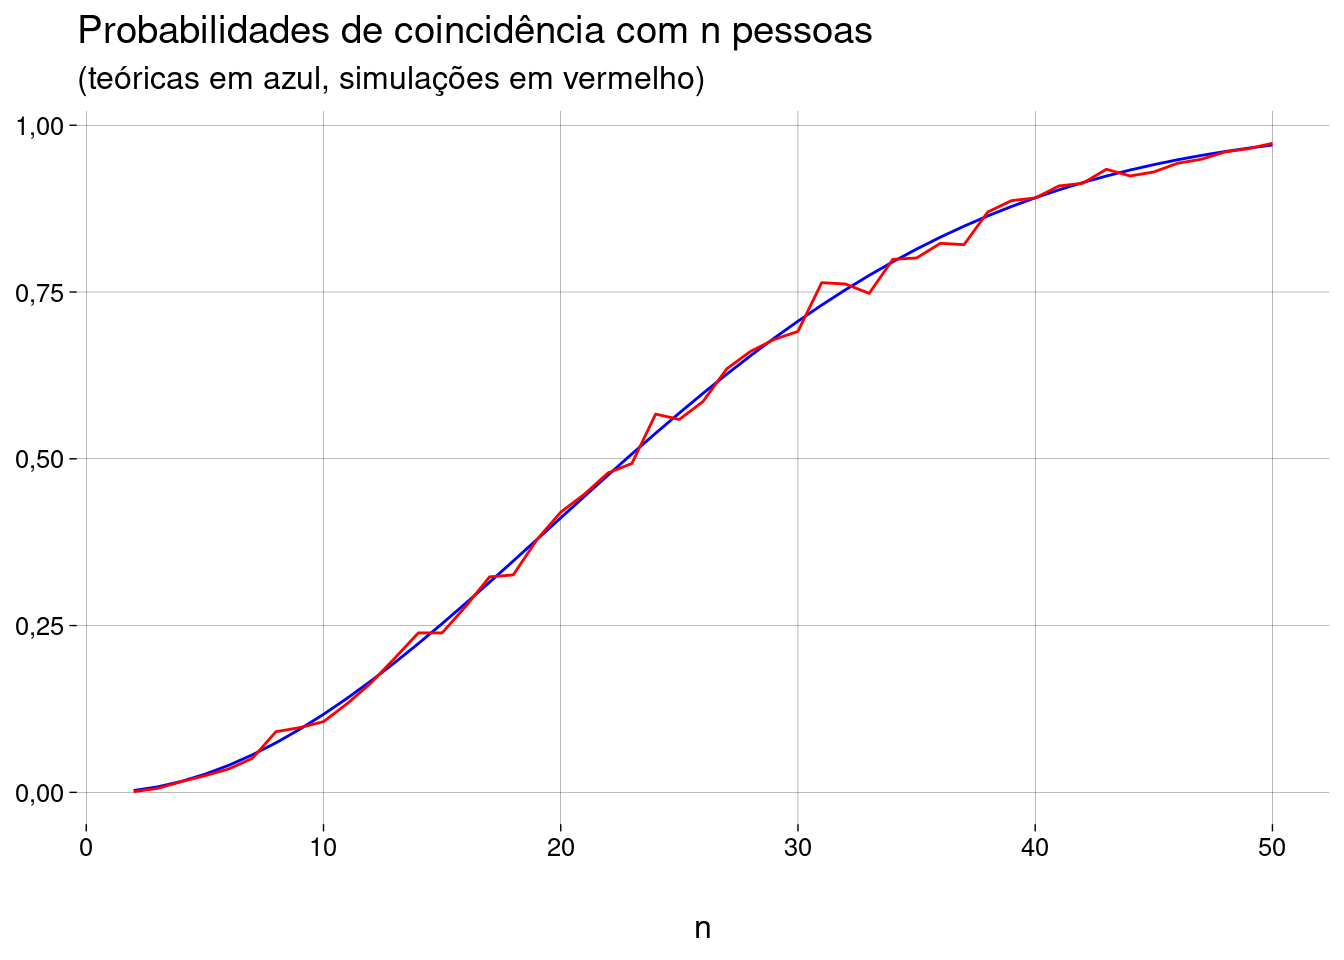 Probabilidades de coincidência com n pessoas
(teóricas em azul, simulações em vermelho)
1,00
0,75
0,50
0,25
0,00
0 10 20 30 40 50
n